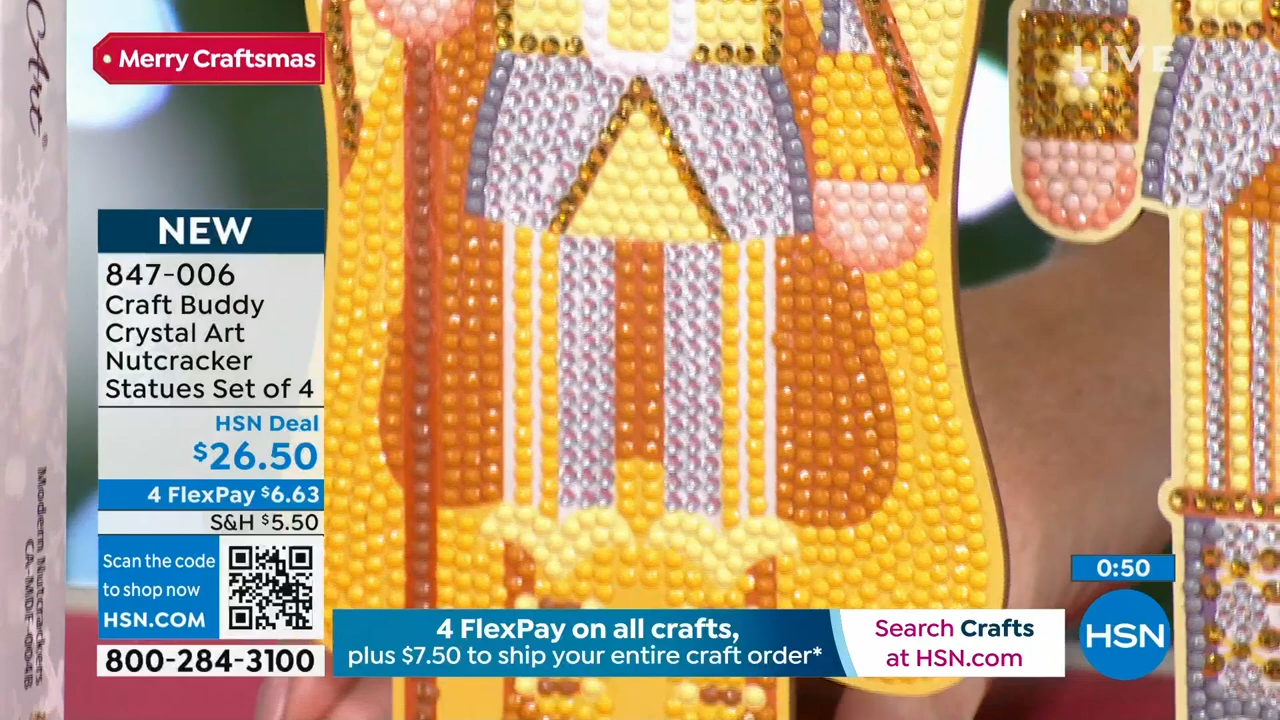 Merry Craftsmas
LIVE
Art
NEW
847-006
Craft Buddy
Crystal Art
Nutcracker
Statues Set of 4
HSN Deal
$26.50
4 FlexPay $6.63
S&H $5.50
Scan the code
to shop now
HSN.COM
800-284-3100
Modern Nutcrackers
4 FlexPay on all crafts,
plus $7.50 to ship your entire craft order*
Search Crafts
at HSN.com
0:50
HSN